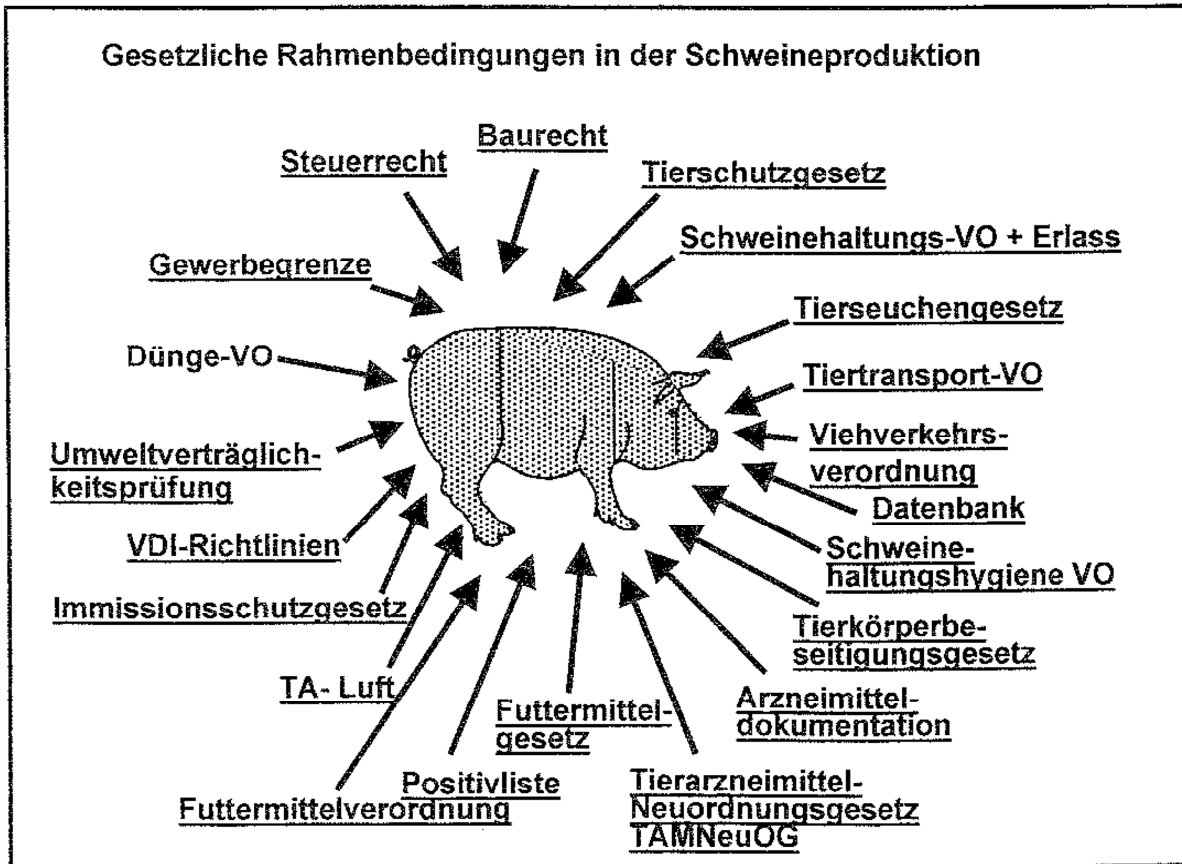 Gesetzliche Rahmenbedingungen in der Schweineproduktion
Baurecht
Steuerrecht
Tierschutzgesetz
Schweinehaltungs-VO + Erlass
Gewerbegrenze
Tierseuchengesetz
Dünge-VO
Tiertransport-VO
Viehverkehrs-
verordnung
Umweltverträglich-
keitsprüfung
Datenbank
VDI-Richtlinien
Schweine-
haltungshygiene VO
Immissionsschutzgesetz
Tierkörperbe-
seitigungsgesetz
TA- Luft
Arzneimittel-
dokumentation
Futtermittel-
gesetz
Positivliste
Futtermittelverordnung
Tierarzneimittel-
Neuordnungsgesetz
TAMNeuOG